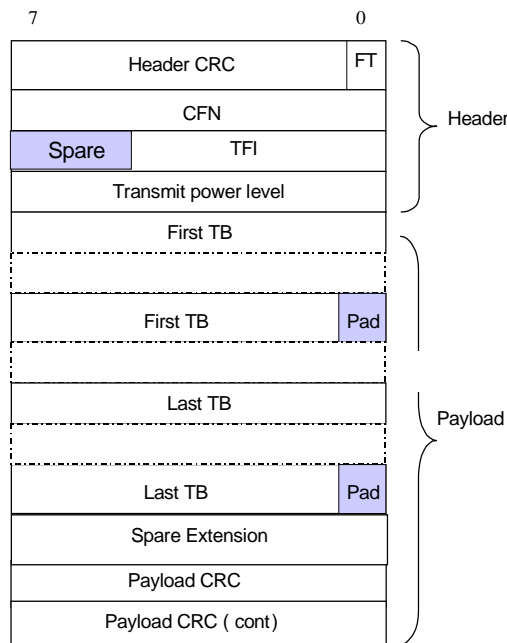 7 0
Header CRC FT
CFN
Header
Spare TFI
Transmit power level
First TB
First TB Pad
Last TB
Payload
Last TB Pad
Spare Extension
Payload CRC
Payload CRC ( cont)